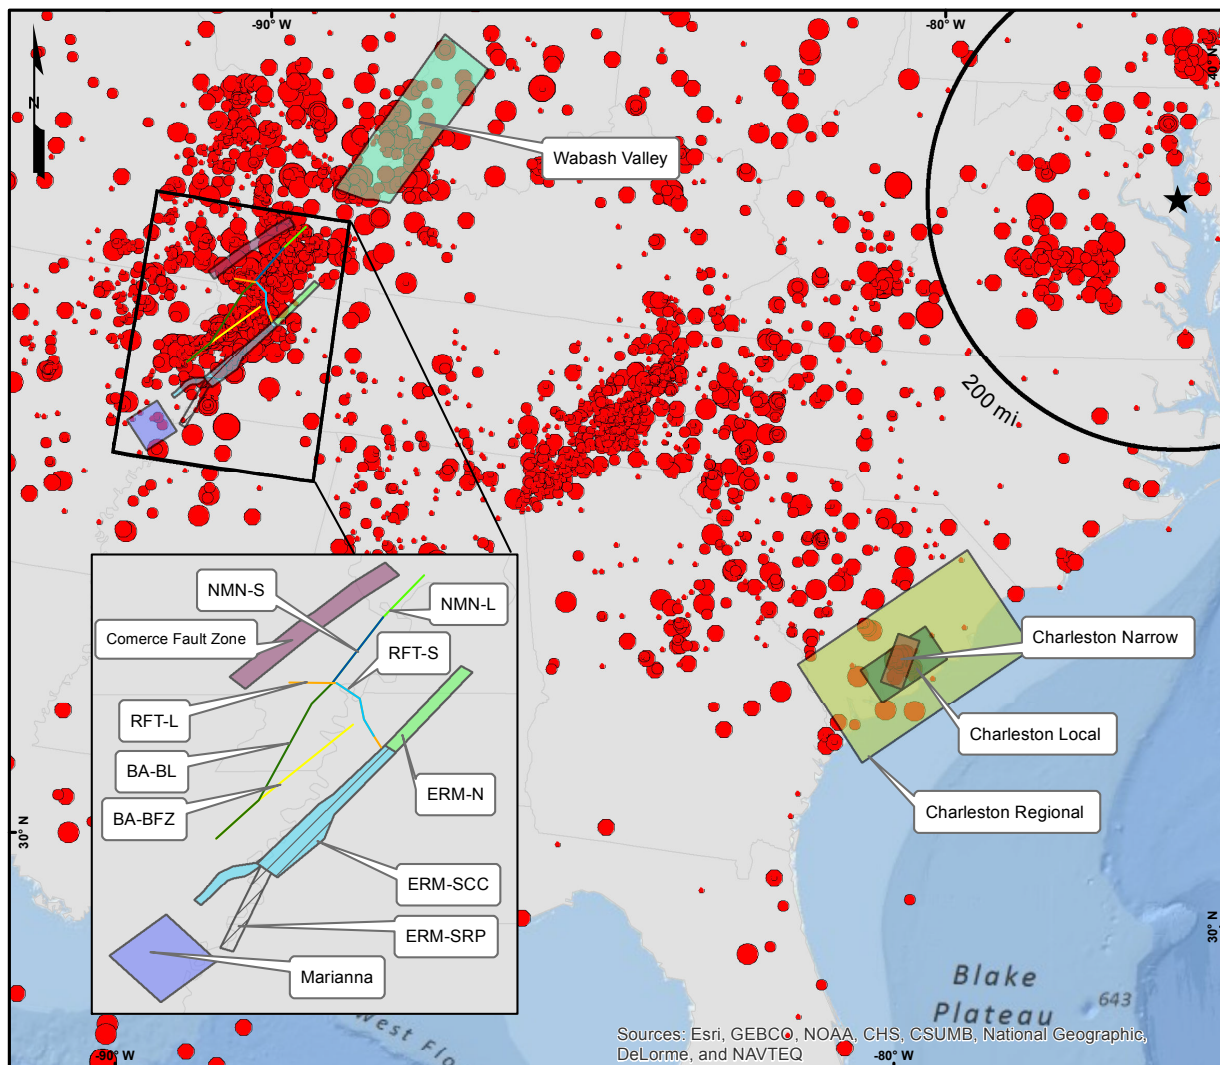 -90° W
-80° W
40° N
N
Wabash Valley
200 mi.
NMN-S
NMN-L
Comerce Fault Zone
RFT-S
RFT-L
BA-BL
BA-BFZ
ERM-N
ERM-SCC
ERM-SRP
Marianna
Charleston Narrow
Charleston Local
Charleston Regional
30° N
30° N
Blake
Plateau
643
West Flo
Sources: Esri, GEBCO, NOAA, CHS, CSUMB, National Geographic,
DeLorme, and NAVTEQ
-90° W
-80° W